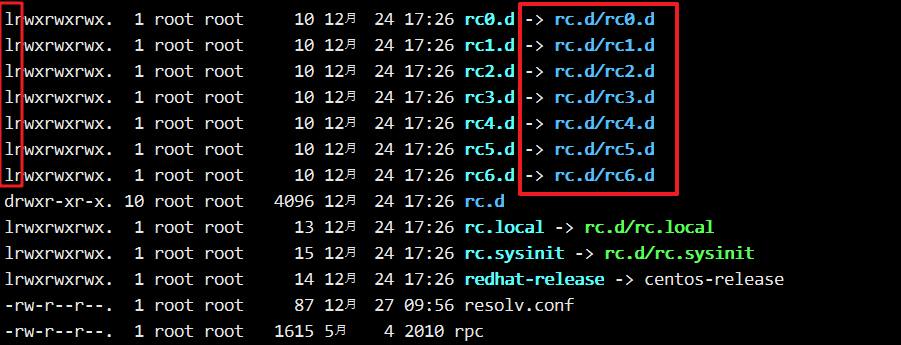 lrwxrwxrwx.  1 root root     10 12月  24 17:26 rc0.d -> rc.d/rc0.d
lrwxrwxrwx.  1 root root     10 12月  24 17:26 rc1.d -> rc.d/rc1.d
lrwxrwxrwx.  1 root root     10 12月  24 17:26 rc2.d -> rc.d/rc2.d
lrwxrwxrwx.  1 root root     10 12月  24 17:26 rc3.d -> rc.d/rc3.d
lrwxrwxrwx.  1 root root     10 12月  24 17:26 rc4.d -> rc.d/rc4.d
lrwxrwxrwx.  1 root root     10 12月  24 17:26 rc5.d -> rc.d/rc5.d
lrwxrwxrwx.  1 root root     10 12月  24 17:26 rc6.d -> rc.d/rc6.d
drwxr-xr-x. 10 root root   4096 12月  24 17:26 rc.d
lrwxrwxrwx.  1 root root     13 12月  24 17:26 rc.local -> rc.d/rc.local
lrwxrwxrwx.  1 root root     15 12月  24 17:26 rc.sysinit -> rc.d/rc.sysinit
lrwxrwxrwx.  1 root root     14 12月  24 17:26 redhat-release -> centos-release
-rw-r--r--.  1 root root     87 12月  27 09:56 resolv.conf
-rw-r--r--.  1 root root   1615 5月   4 2010 rpc